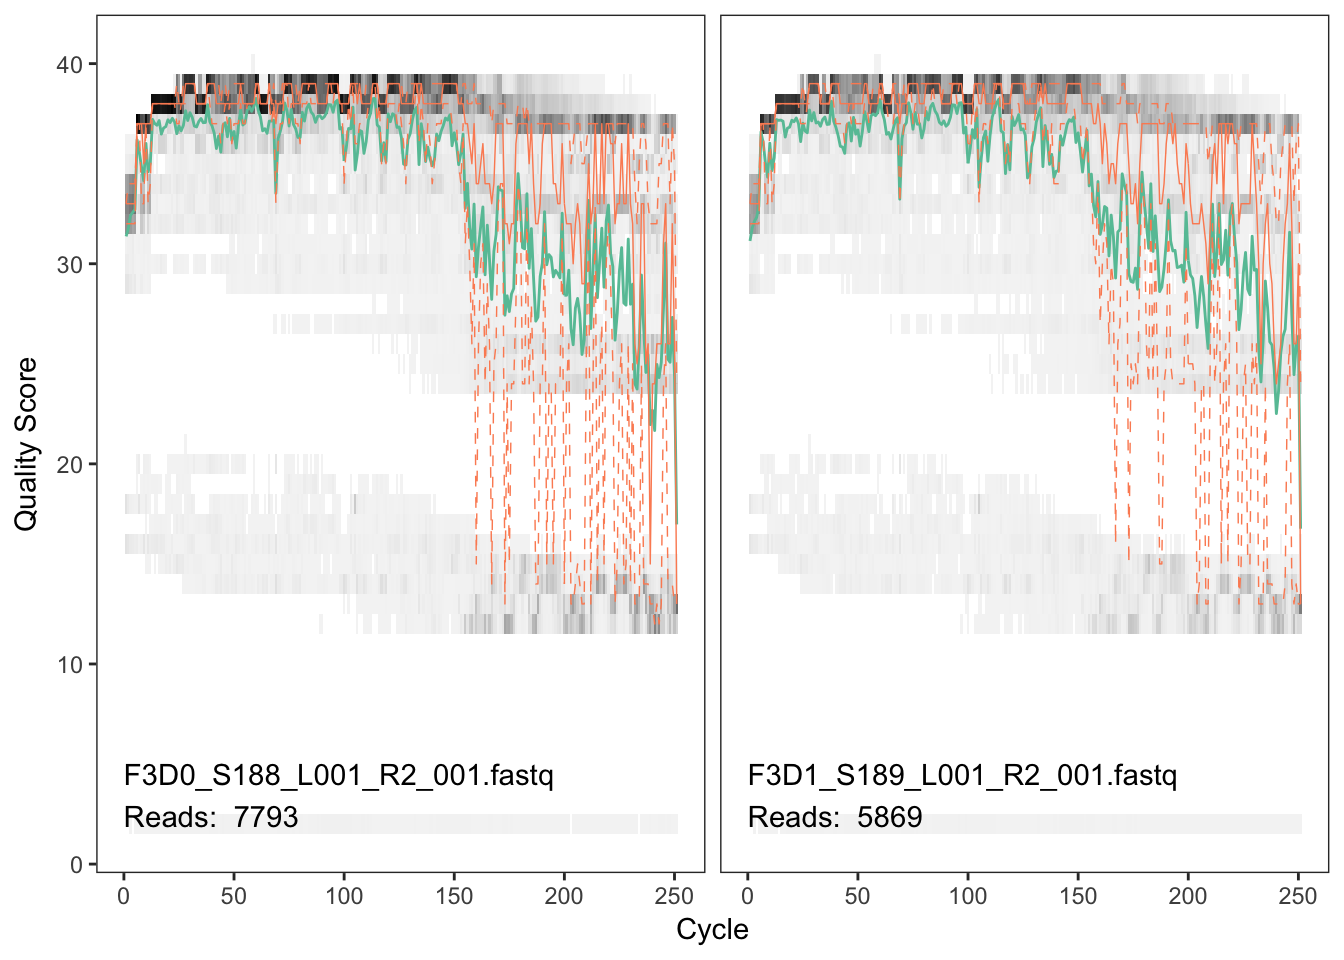 40
30
20
10
0
Quality Score
F3D0_S188_L001_R2_001.fastq
Reads:  7793
F3D1_S189_L001_R2_001.fastq
Reads:  5869
0 50 100 150 200 250
0 50 100 150 200 250
Cycle